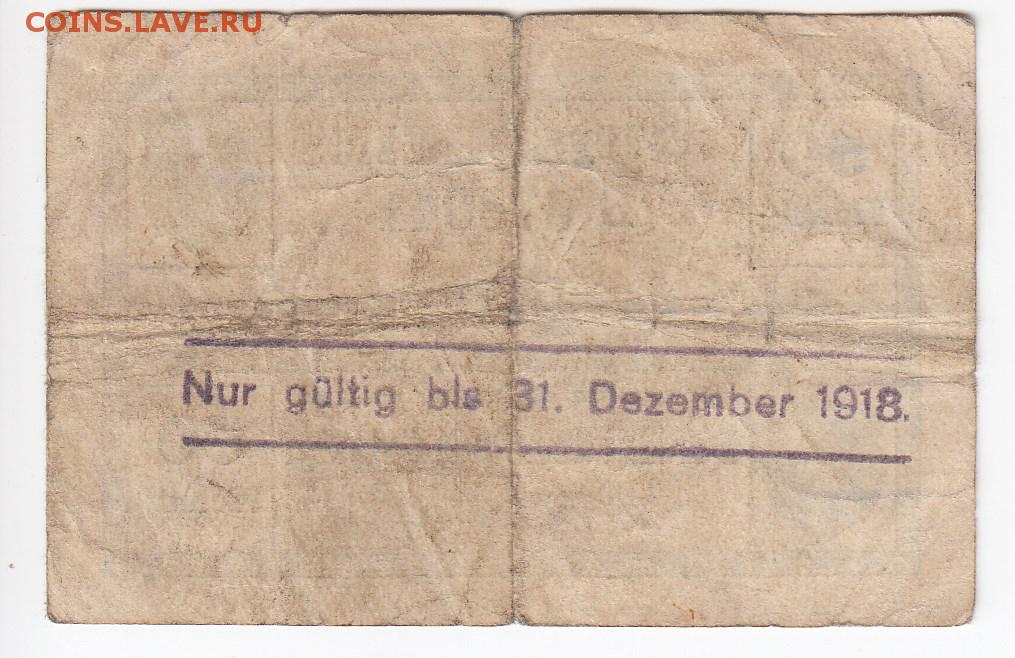 COINS.LAVE.RU
Nur gültig bis 31. Dezember 1918.